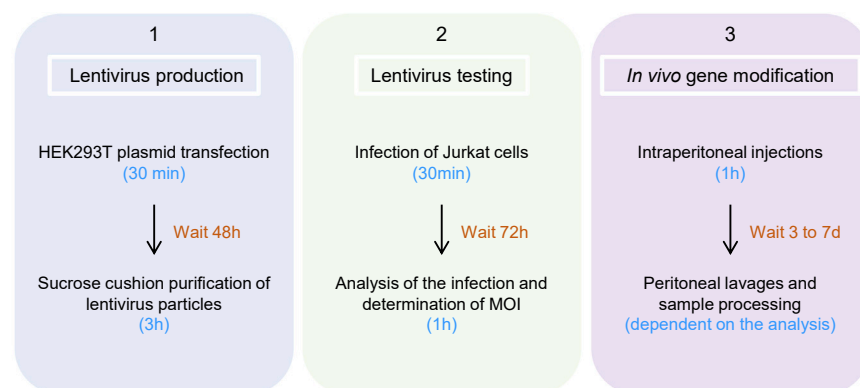 1
Lentivirus production
HEK293T plasmid transfection
(30 min)
Wait 48h
Sucrose cushion purification of
lentivirus particles
(3h)
2
Lentivirus testing
Infection of Jurkat cells
(30min)
Wait 72h
Analysis of the infection and
determination of MOI
(1h)
3
In vivo gene modification
Intraperitoneal injections
(1h)
Wait 3 to 7d
Peritoneal lavages and
sample processing
(dependent on the analysis)